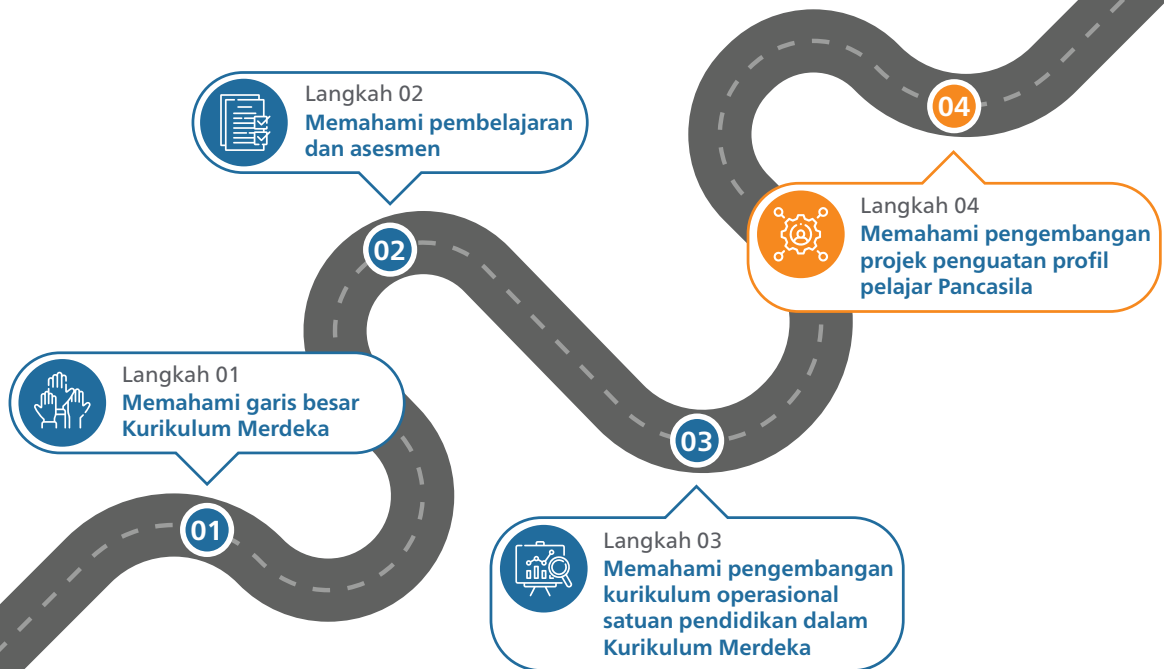 Langkah 01
Memahami garis besar
Kurikulum Merdeka
01
Langkah 02
Memahami pembelajaran
dan asesmen
02
03
Langkah 03
Memahami pengembangan
kurikulum operasional
satuan pendidikan dalam
Kurikulum Merdeka
04
Langkah 04
Memahami pengembangan
projek penguatan profil
pelajar Pancasila